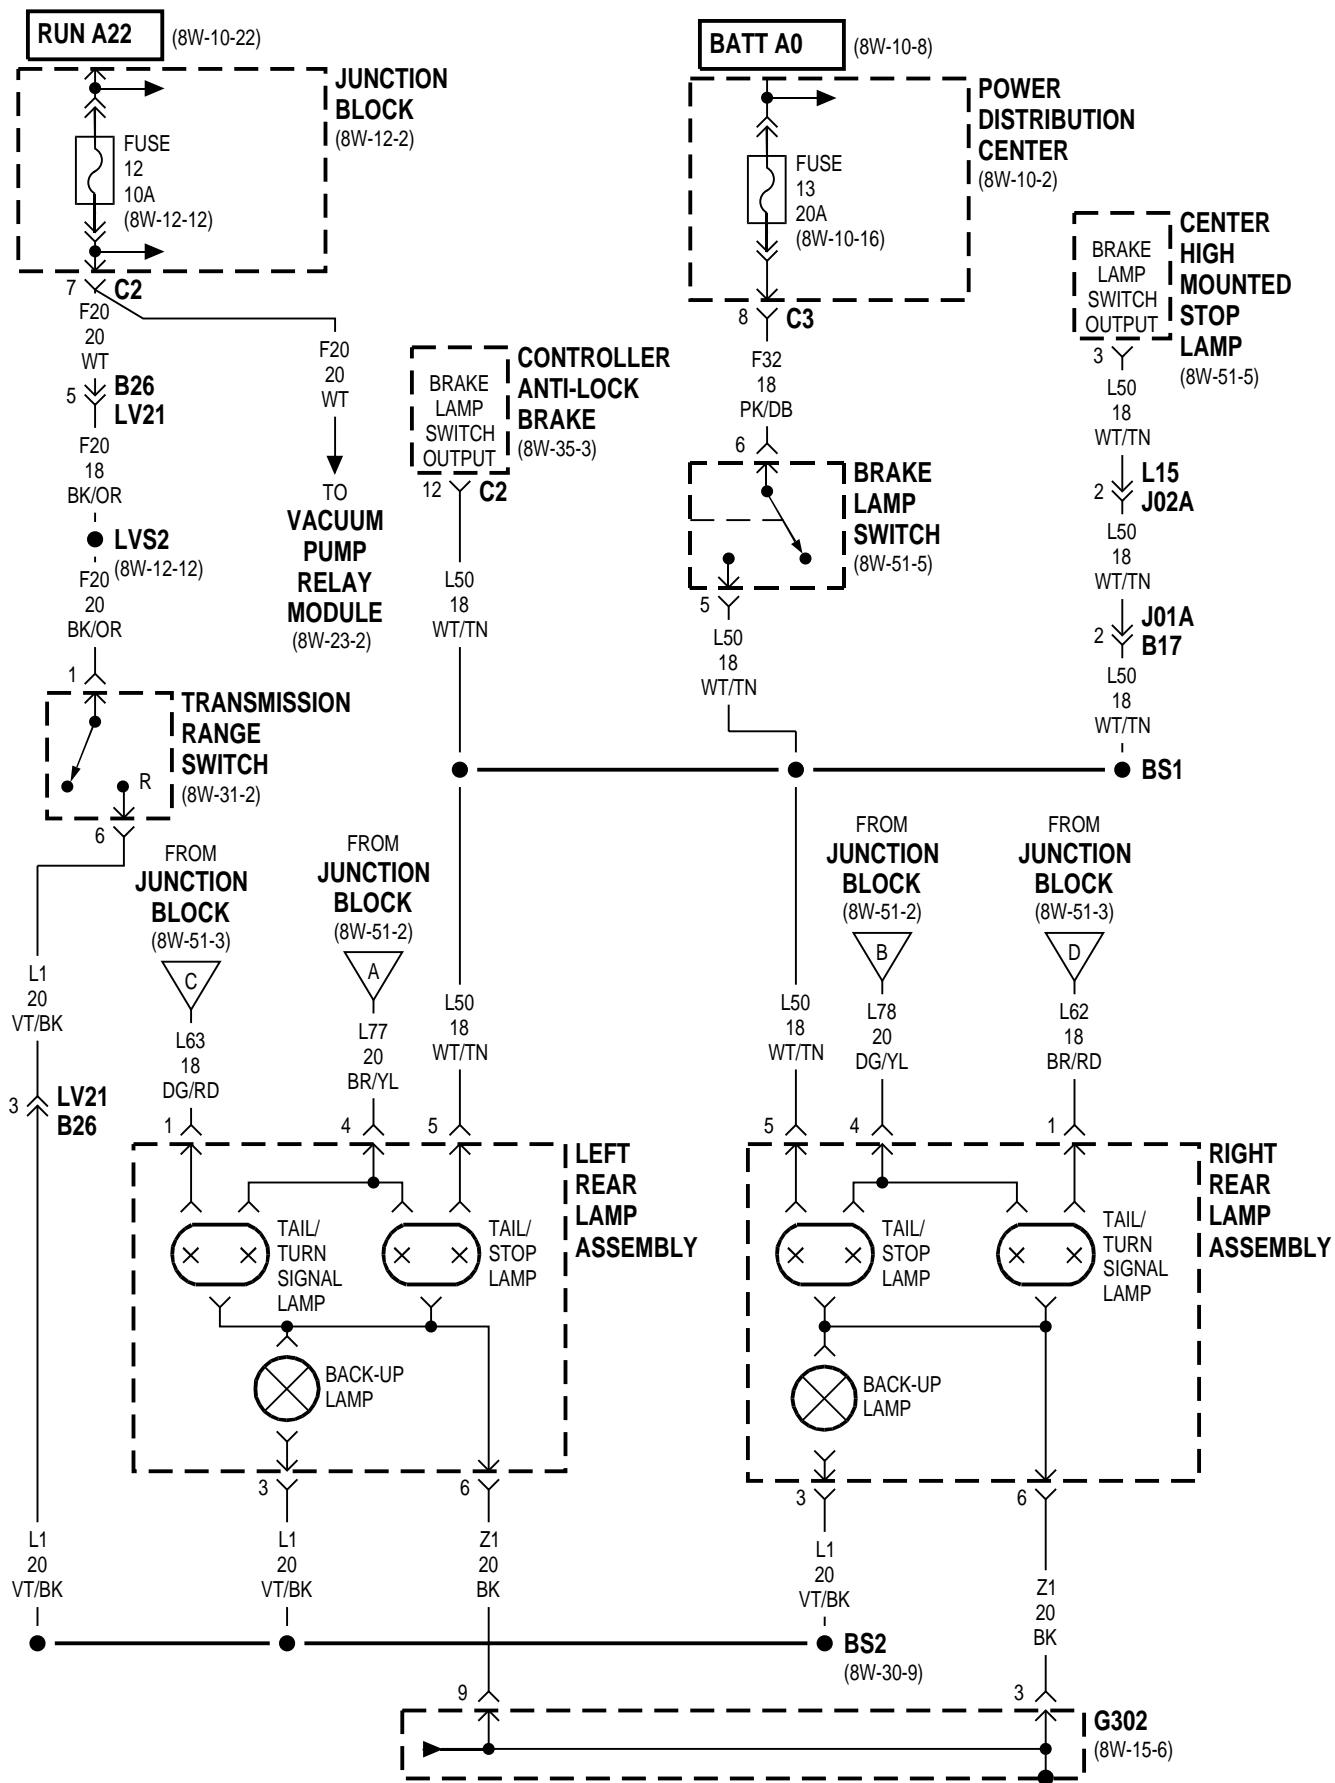 RUN A22
(8W-10-22)
JUNCTION
BLOCK
(8W-12-2)
FUSE
12
10A
(8W-12-12)
7
C2
F20
20
WT
5
B26
LV21
F20
18
BK/OR
LVS2
(8W-12-12)
F20
20
BK/OR
1
TRANSMISSION
RANGE
SWITCH
(8W-31-2)
R
6
F20
20
WT
TO
VACUUM
PUMP
RELAY
MODULE
(8W-23-2)
CONTROLLER
ANTI-LOCK
BRAKE
(8W-35-3)
BRAKE
LAMP
SWITCH
OUTPUT
12
C2
L50
18
WT/TN
BATT A0
(8W-10-8)
POWER
DISTRIBUTION
CENTER
(8W-10-2)
FUSE
13
20A
(8W-10-16)
8
C3
F32
18
PK/DB
6
BRAKE
LAMP
SWITCH
(8W-51-5)
5
L50
18
WT/TN
CENTER
HIGH
MOUNTED
STOP
LAMP
(8W-51-5)
BRAKE
LAMP
SWITCH
OUTPUT
3
L50
18
WT/TN
2
L15
J02A
L50
18
WT/TN
2
J01A
B17
L50
18
WT/TN
BS1
L1
20
VT/BK
3
LV21
B26
FROM
JUNCTION
BLOCK
(8W-51-3)
C
L63
18
DG/RD
1
FROM
JUNCTION
BLOCK
(8W-51-2)
A
L77
20
BR/YL
4
L50
18
WT/TN
5
L50
18
WT/TN
5
FROM
JUNCTION
BLOCK
(8W-51-2)
B
L78
20
DG/YL
4
FROM
JUNCTION
BLOCK
(8W-51-3)
D
L62
18
BR/RD
1
LEFT
REAR
LAMP
ASSEMBLY
TAIL/
TURN
SIGNAL
LAMP
TAIL/
STOP
LAMP
BACK-UP
LAMP
3
6
RIGHT
REAR
LAMP
ASSEMBLY
TAIL/
STOP
LAMP
TAIL/
TURN
SIGNAL
LAMP
BACK-UP
LAMP
3
6
L1
20
VT/BK
L1
20
VT/BK
Z1
20
BK
L1
20
VT/BK
Z1
20
BK
BS2
(8W-30-9)
9
3
G302
(8W-15-6)